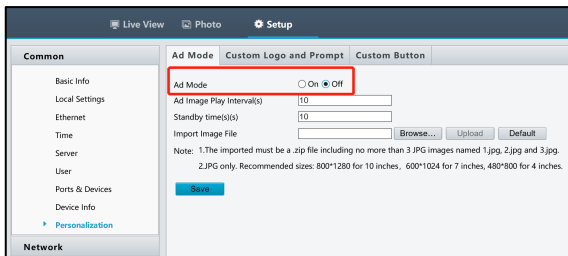 Live View Photo Setup
Common
Basic Info
Local Settings
Ethernet
Time
Server
User
Ports & Devices
Device Info
Personalization
Network
Ad Mode Custom Logo and Prompt Custom Button
Ad Mode On Off
Ad Image Play Interval(s) 10
Standby time(s)(s) 10
Import Image File Browse... Upload Default
Note: 1.The imported must be a .zip file including no more than 3 JPG images named 1.jpg, 2.jpg and 3.jpg.
2.JPG only. Recommended sizes: 800*1280 for 10 inches, 600*1024 for 7 inches, 480*800 for 4 inches.
Save